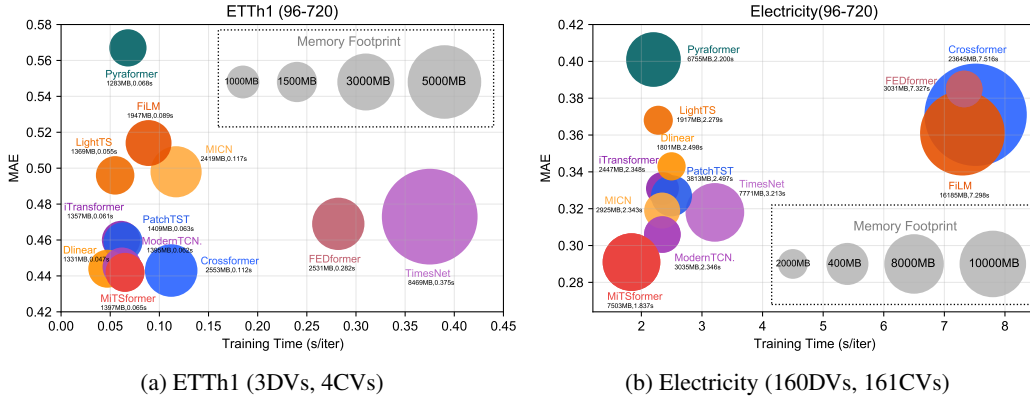 ETTh1 (96-720)
MAE
0.58
0.56
0.54
0.52
0.50
0.48
0.46
0.44
0.42
0.00
0.05
0.10
0.15
0.20
0.25
0.30
0.35
0.40
0.45
Training Time (s/iter)
Memory Footprint
1000MB
1500MB
3000MB
5000MB
Pyraformer
1283MB,0.068s
FiLM
1947MB,0.089s
LightTS
1369MB,0.055s
MICN
2419MB,0.117s
iTransformer
1357MB,0.061s
PatchTST
1409MB,0.063s
ModernTCN.
1395MB,0.062s
Dlinear
1331MB,0.047s
Crossformer
2553MB,0.112s
MiTSformer
1397MB,0.065s
FEDformer
2531MB,0.282s
TimesNet
8469MB,0.375s
(a) ETTh1 (3DVs, 4CVs)
Electricity(96-720)
MAE
0.42
0.40
0.38
0.36
0.34
0.32
0.30
0.28
2
3
4
5
6
7
8
Training Time (s/iter)
Pyraformer
6755MB,2.200s
Crossformer
23645MB,7.516s
FEDformer
3031MB,7.327s
LightTS
1917MB,2.279s
Dlinear
1801MB,2.498s
iTransformer
2447MB,2.348s
PatchTST
3813MB,2.497s
TimesNet
7771MB,3.213s
FiLM
16185MB,7.298s
MICN
2925MB,2.343s
ModernTCN.
3035MB,2.346s
MiTSformer
7503MB,1.837s
Memory Footprint
2000MB
400MB
8000MB
10000MB
(b) Electricity (160DVs, 161CVs)